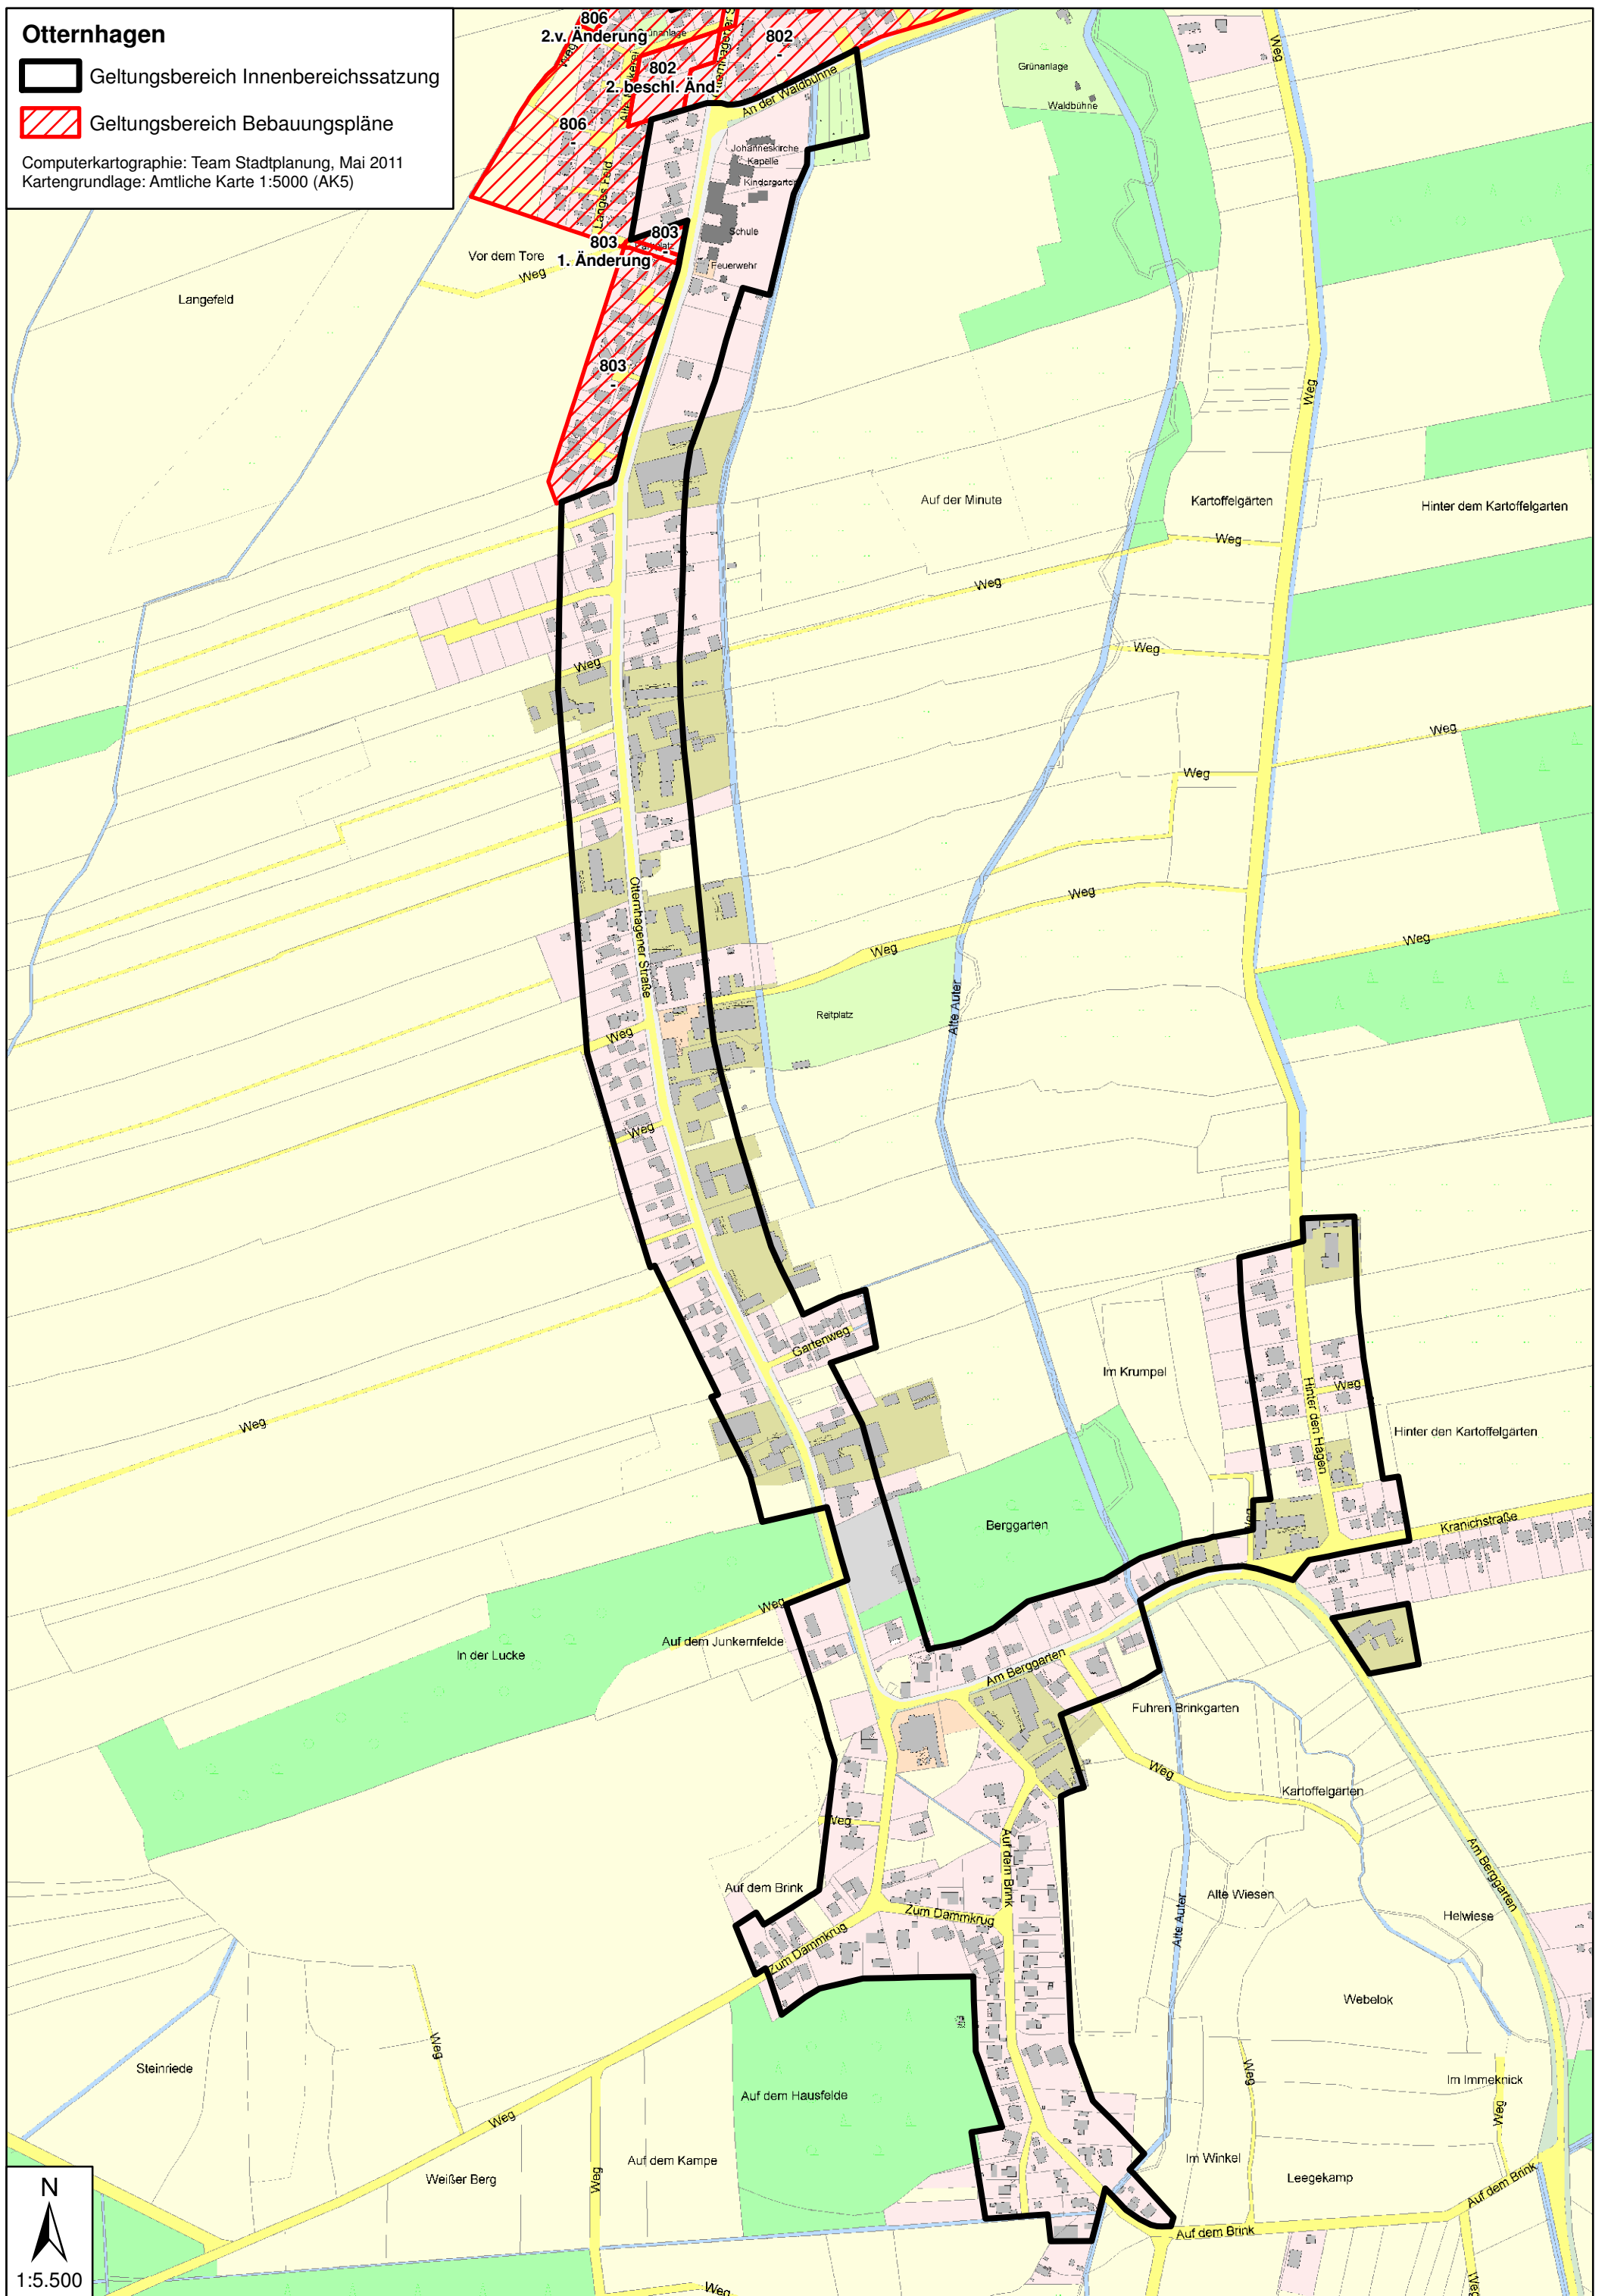 Otternhagen
Geltungsbereich Innenbereichssatzung
Geltungsbereich Bebauungspläne
Computerkartographie: Team Stadtplanung, Mai 2011
Kartengrundlage: Amtliche Karte 1:5000 (AK5)
806
2.v. Änderung
802
-
802
2. beschl. Änd.
806
-
Weg
An der Waldbühne
Grünanlage
Waldbühne
Weg
Johanneskirche
Kapelle
Kindergarten
Schule
Feuerwehr
Langes Feld
803
-
803
1. Änderung
Vor dem Tore
Weg
Langefeld
803
-
Weg
Auf der Minute
Kartoffelgärten
Hinter dem Kartoffelgarten
Weg
Weg
Weg
Weg
Weg
Weg
Otternhagener Straße
Weg
Weg
Weg
Reitplatz
Alte Auter
Weg
Weg
Gartenweg
Im Krumpel
Weg
Hinter den Hägen
Weg
Hinter den Kartoffelgärten
Berggarten
Weg
Kranichstraße
Weg
Auf dem Junkernfelde
In der Lucke
Am Berggarten
Fuhren Brinkgarten
Weg
Kartoffelgärten
Weg
Auf dem Brink
Am Berggarten
Auf dem Brink
Alte Wiesen
Helwiese
Zum Dammkrug
Zum Dammkrug
Alte Auter
Webelok
Steinriede
Weg
Auf dem Hausfelde
Weg
Im Immeknick
Weg
Weg
Weißer Berg
Weg
Auf dem Kampe
Im Winkel
Leegekamp
Auf dem Brink
Auf dem Brink
Weg
Weg
N
1:5.500